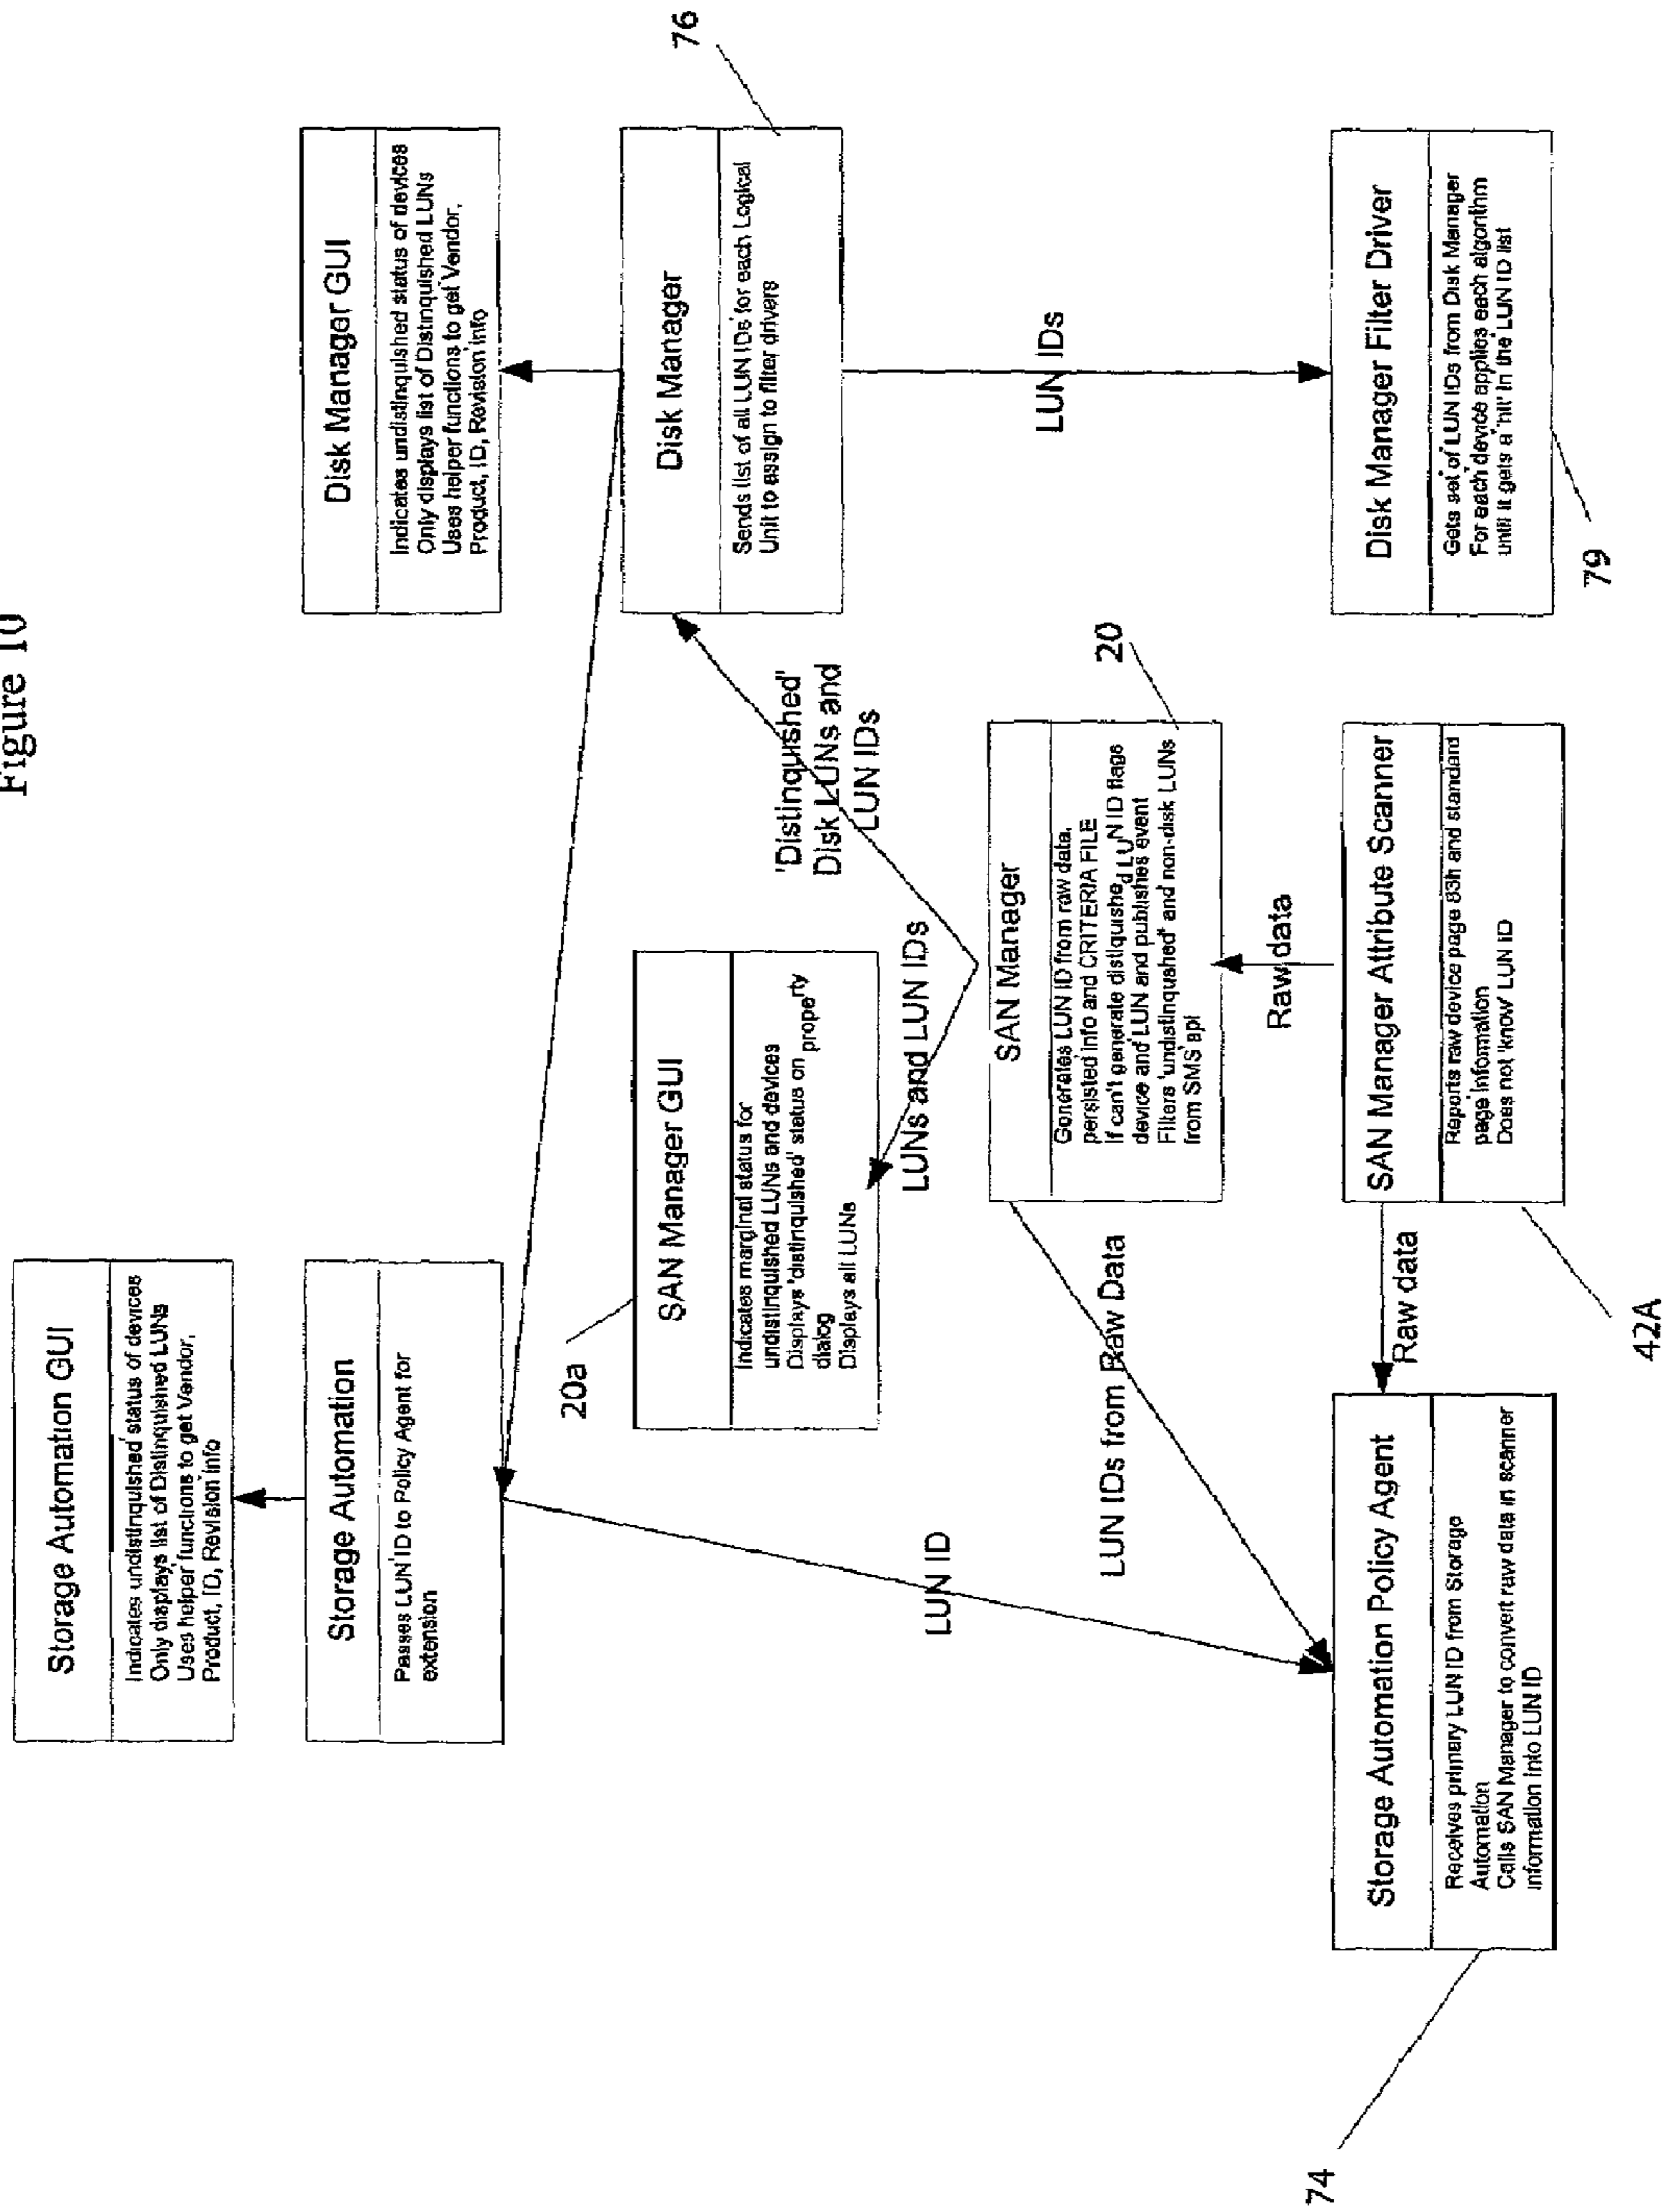 Figure 10
Storage Automation GUI
Indicates undistinquished status of devices
Only displays list of Distinquished LUNs
Uses helper functions to get Vendor,
Product, ID, Revision info
Storage Automation
Passes LUN ID to Policy Agent for
extension
Disk Manager GUI
Indicates undistinquished status of devices
Only displays list of Distinquished LUNs
Uses helper functions to get Vendor,
Product, ID, Revision info
Disk Manager
Sends list of all LUN IDs for each Logical
Unit to assign to filter drivers
76
20a
SAN Manager GUI
Indicates marginal status for
undistinquished LUNs and devices
Displays 'distinquished' status on property
dialog
Displays all LUNs
'Distinquished'
Disk LUNs and
LUN IDs
LUNs and LUN IDs
LUN ID
LUN IDs from Raw Data
SAN Manager
Generates LUN ID from raw data,
persisted info and CRITERIA FILE
If can't generate distiquished LUN ID flags
device and LUN and publishes event
Filters 'undistinqushed' and non-disk LUNs
from SMS api
20
LUN IDs
Raw data
Raw data
Storage Automation Policy Agent
Receives primary LUN ID from Storage
Automation
Calls SAN Manager to convert raw data in scanner
information into LUN ID
74
SAN Manager Attribute Scanner
Reports raw device page 83h and standard
page information
Does not 'know' LUN ID
42A
Disk Manager Filter Driver
Gets set of LUN IDs from Disk Manager
For each device applies each algorithm
until it gets a 'hit' in the LUN ID list
79